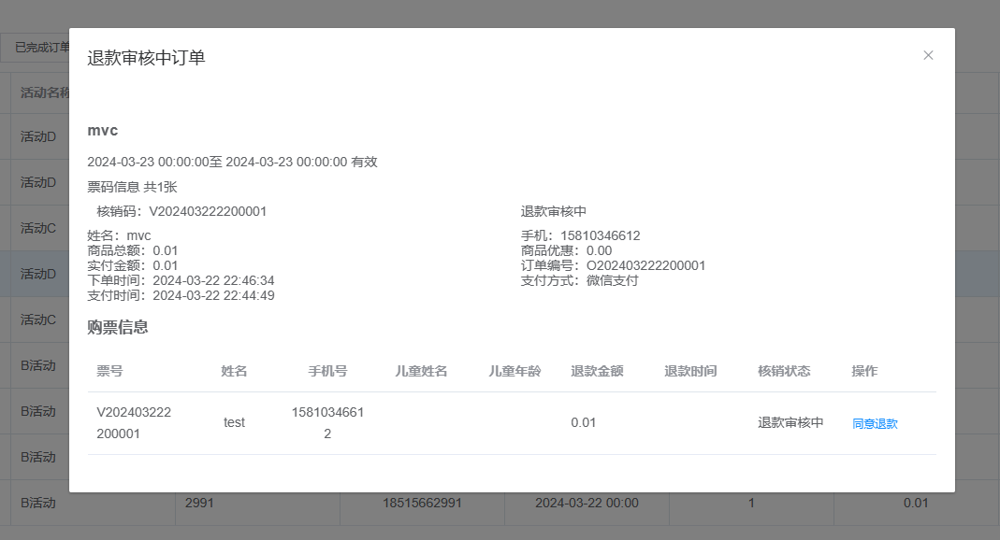 已完成订单
退款审核中订单
活动名称
mvc
活动D
2024-03-23 00:00:00至 2024-03-23 00:00:00 有效
活动D
票码信息 共1张
核销码：V202403222200001 退款审核中
活动C
姓名：mvc 手机：15810346612
商品总额：0.01 商品优惠：0.00
实付金额：0.01 订单编号：O202403222200001
活动D
下单时间：2024-03-22 22:46:34 支付方式：微信支付
支付时间：2024-03-22 22:44:49
活动C
购票信息
B活动
票号 姓名 手机号 儿童姓名 儿童年龄 退款金额 退款时间 核销状态 操作
B活动
V202403222
200001 test 1581034661
2 0.01 退款审核中 同意退款
B活动
B活动 2991 18515662991 2024-03-22 00:00 1 0.01